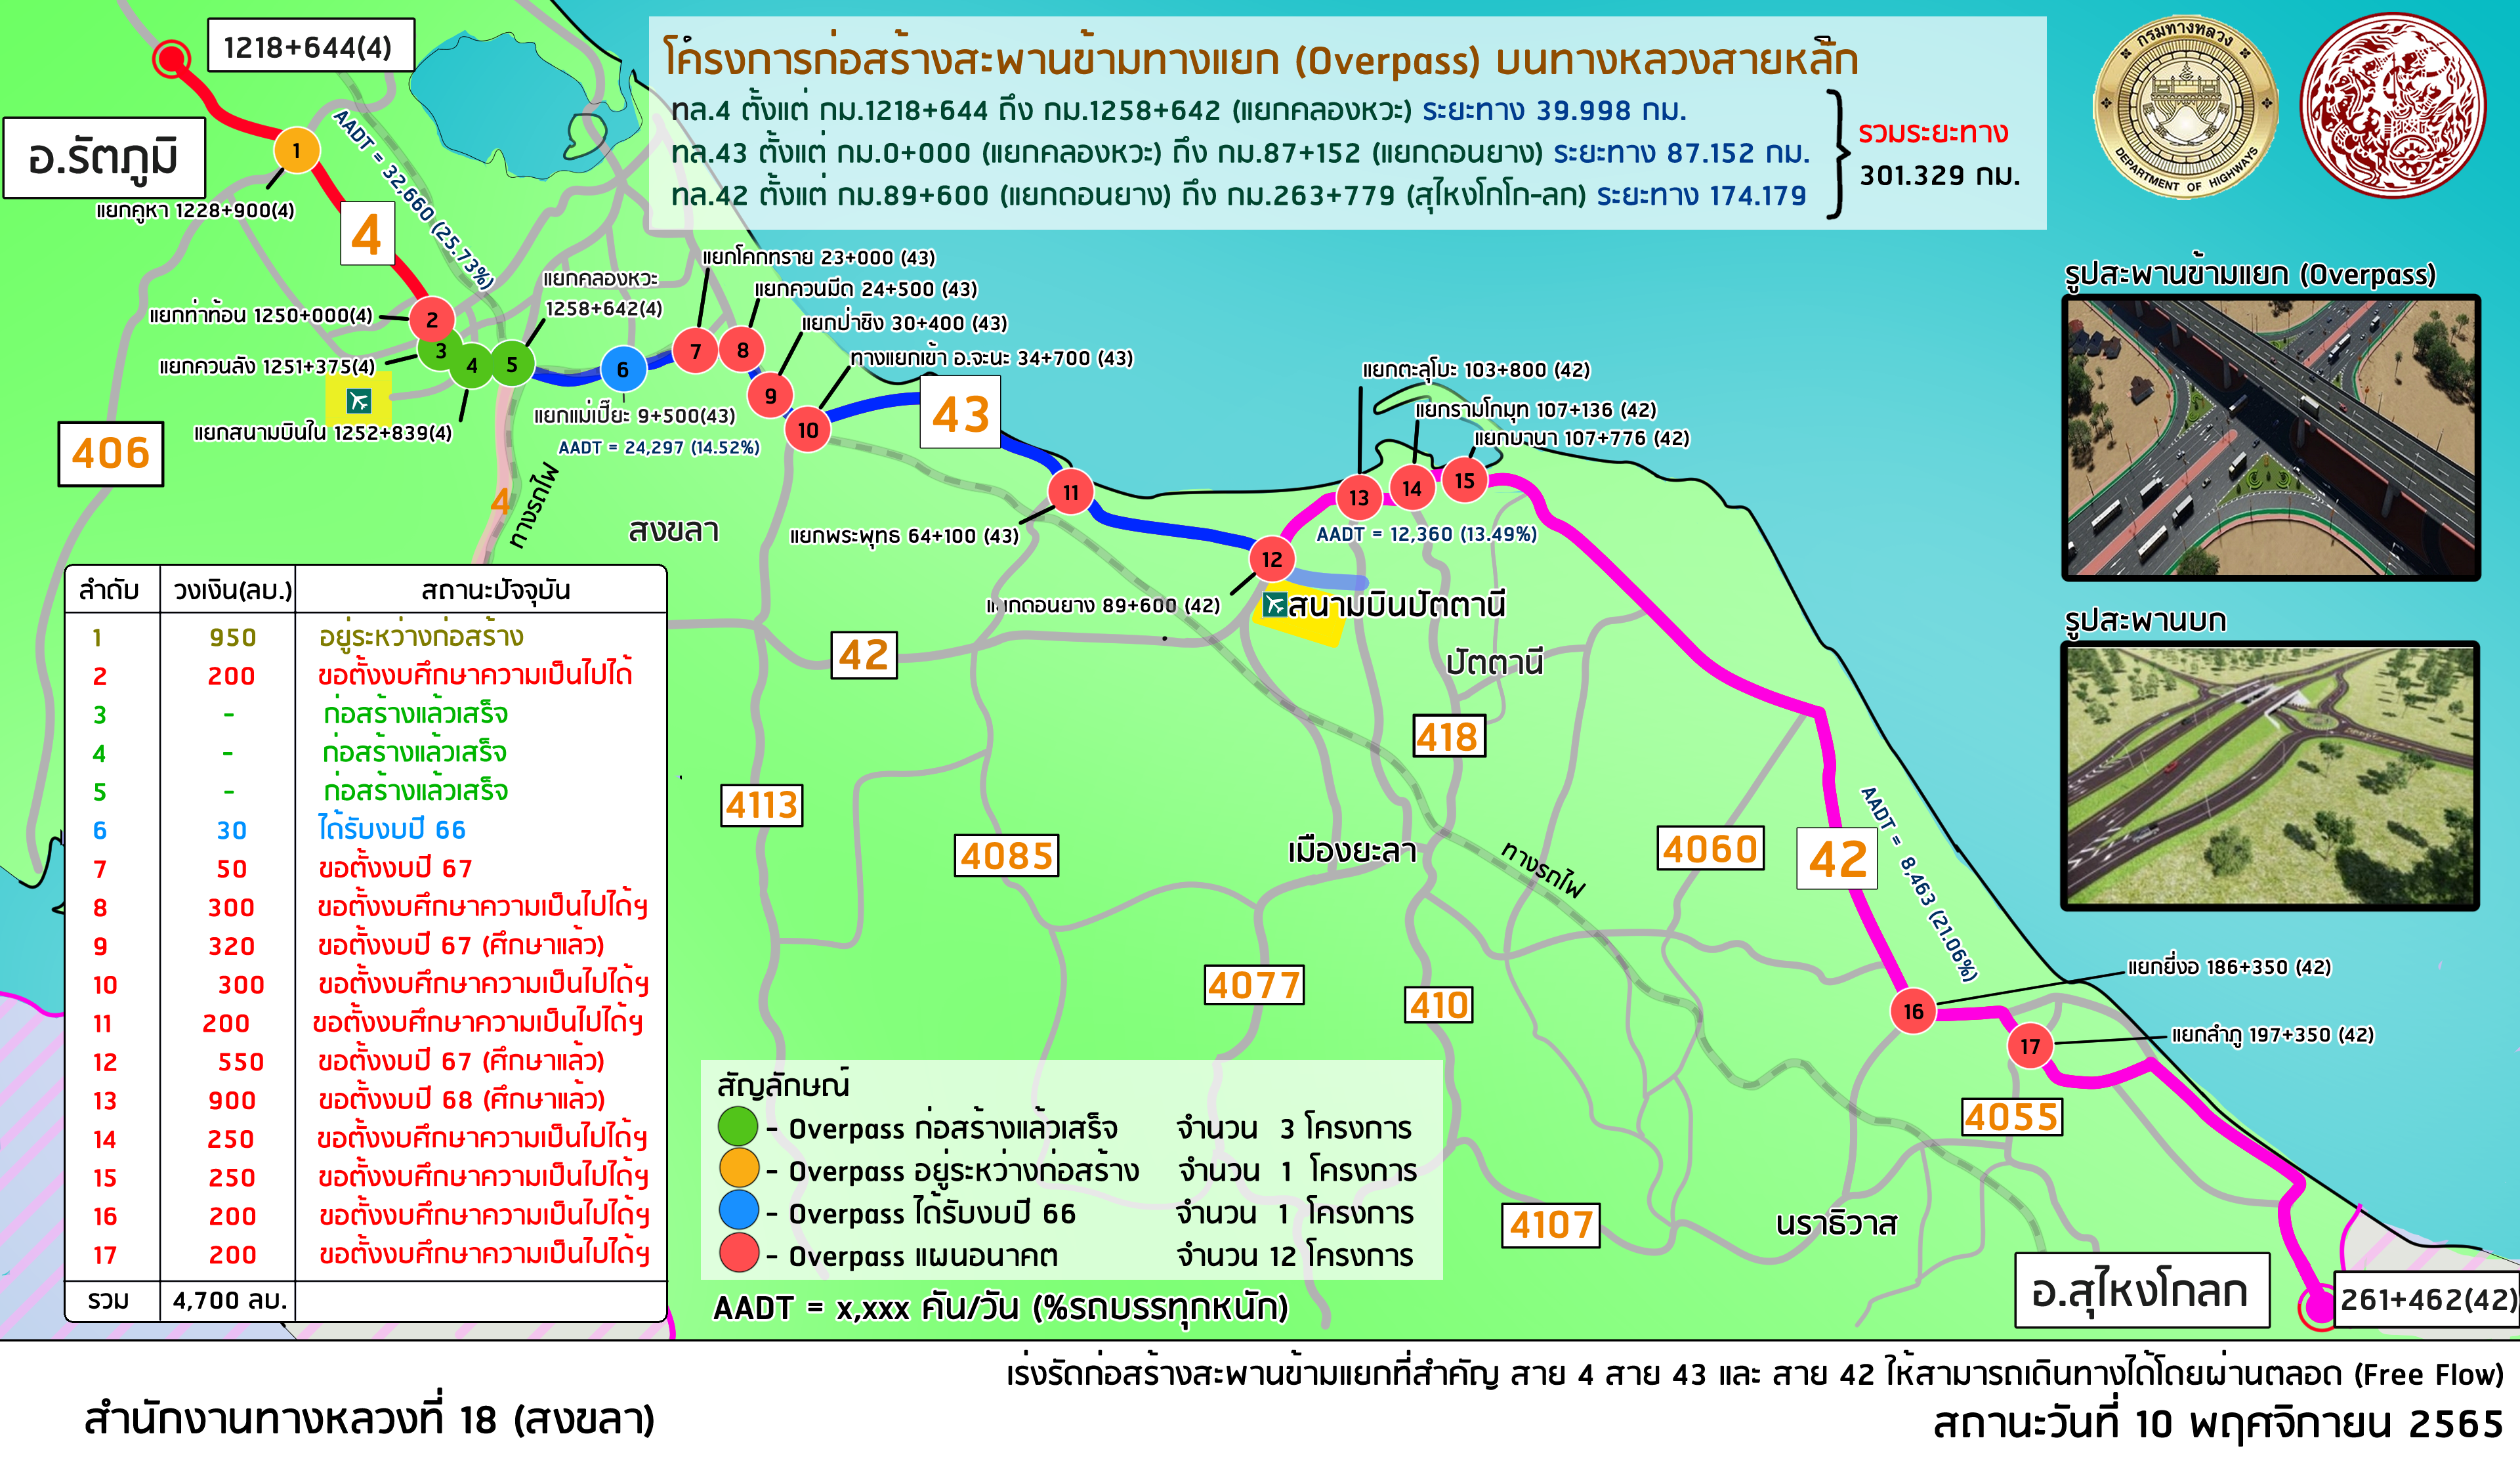 โครงการก่อสร้างสะพานข้ามทางแยก (Overpass) บนทางหลวงสายหลัก
ทล.4 ตั้งแต่ กม.1218+644 ถึง กม.1258+642 (แยกคลองหวะ) ระยะทาง 39.998 กม.
ทล.43 ตั้งแต่ กม.0+000 (แยกคลองหวะ) ถึง กม.87+152 (แยกดอนยาง) ระยะทาง 87.152 กม.
ทล.42 ตั้งแต่ กม.89+600 (แยกดอนยาง) ถึง กม.263+779 (สุไหงโกโก-ลก) ระยะทาง 174.179
รวมระยะทาง
301.329 กม.
กรมทางหลวง
DEPARTMENT OF HIGHWAYS
1218+644(4)
อ.รัตภูมิ
1
แยกคูหา 1228+900(4)
AADT = 32,660 (25.73%)
4
แยกท่าท้อน 1250+000(4)
2
แยกควนลัง 1251+375(4)
3
4
5
แยกสนามบินใน 1252+839(4)
แยกคลองหวะ
1258+642(4)
6
แยกแม่เปี๊ยะ 9+500(43)
AADT = 24,297 (14.52%)
แยกโคกทราย 23+000 (43)
7
แยกควนมีด 24+500 (43)
8
แยกป่าชิง 30+400 (43)
9
ทางแยกเข้า อ.จะนะ 34+700 (43)
10
43
406
4
ทางรถไฟ
สงขลา
11
แยกพระพุทธ 64+100 (43)
12
แยกดอนยาง 89+600 (42)
แยกตะลุโบะ 103+800 (42)
13
แยกรามโกมุท 107+136 (42)
14
แยกบานา 107+776 (42)
15
AADT = 12,360 (13.49%)
สนามบินปัตตานี
ปัตตานี
42
418
4113
4085
เมืองยะลา
ทางรถไฟ
4060
42
AADT = 8,463 (21.06%)
4077
410
แยกยี่งอ 186+350 (42)
16
แยกลำภู 197+350 (42)
17
4055
4107
นราธิวาส
อ.สุไหงโกลก
261+462(42)
รูปสะพานข้ามแยก (Overpass)
รูปสะพานบก
ลำดับ วงเงิน(ลบ.) สถานะปัจจุบัน
1 950 อยู่ระหว่างก่อสร้าง
2 200 ขอตั้งงบศึกษาความเป็นไปได้
3 - ก่อสร้างแล้วเสร็จ
4 - ก่อสร้างแล้วเสร็จ
5 - ก่อสร้างแล้วเสร็จ
6 30 ได้รับงบปี 66
7 50 ขอตั้งงบปี 67
8 300 ขอตั้งงบศึกษาความเป็นไปได้ฯ
9 320 ขอตั้งงบปี 67 (ศึกษาแล้ว)
10 300 ขอตั้งงบศึกษาความเป็นไปได้ฯ
11 200 ขอตั้งงบศึกษาความเป็นไปได้ฯ
12 550 ขอตั้งงบปี 67 (ศึกษาแล้ว)
13 900 ขอตั้งงบปี 68 (ศึกษาแล้ว)
14 250 ขอตั้งงบศึกษาความเป็นไปได้ฯ
15 250 ขอตั้งงบศึกษาความเป็นไปได้ฯ
16 200 ขอตั้งงบศึกษาความเป็นไปได้ฯ
17 200 ขอตั้งงบศึกษาความเป็นไปได้ฯ
รวม 4,700 ลบ.
สัญลักษณ์
- Overpass ก่อสร้างแล้วเสร็จ จำนวน 3 โครงการ
- Overpass อยู่ระหว่างก่อสร้าง จำนวน 1 โครงการ
- Overpass ได้รับงบปี 66 จำนวน 1 โครงการ
- Overpass แผนอนาคต จำนวน 12 โครงการ
AADT = x,xxx คัน/วัน (%รถบรรทุกหนัก)
เร่งรัดก่อสร้างสะพานข้ามแยกที่สำคัญ สาย 4 สาย 43 และ สาย 42 ให้สามารถเดินทางได้โดยผ่านตลอด (Free Flow)
สำนักงานทางหลวงที่ 18 (สงขลา)
สถานะวันที่ 10 พฤศจิกายน 2565